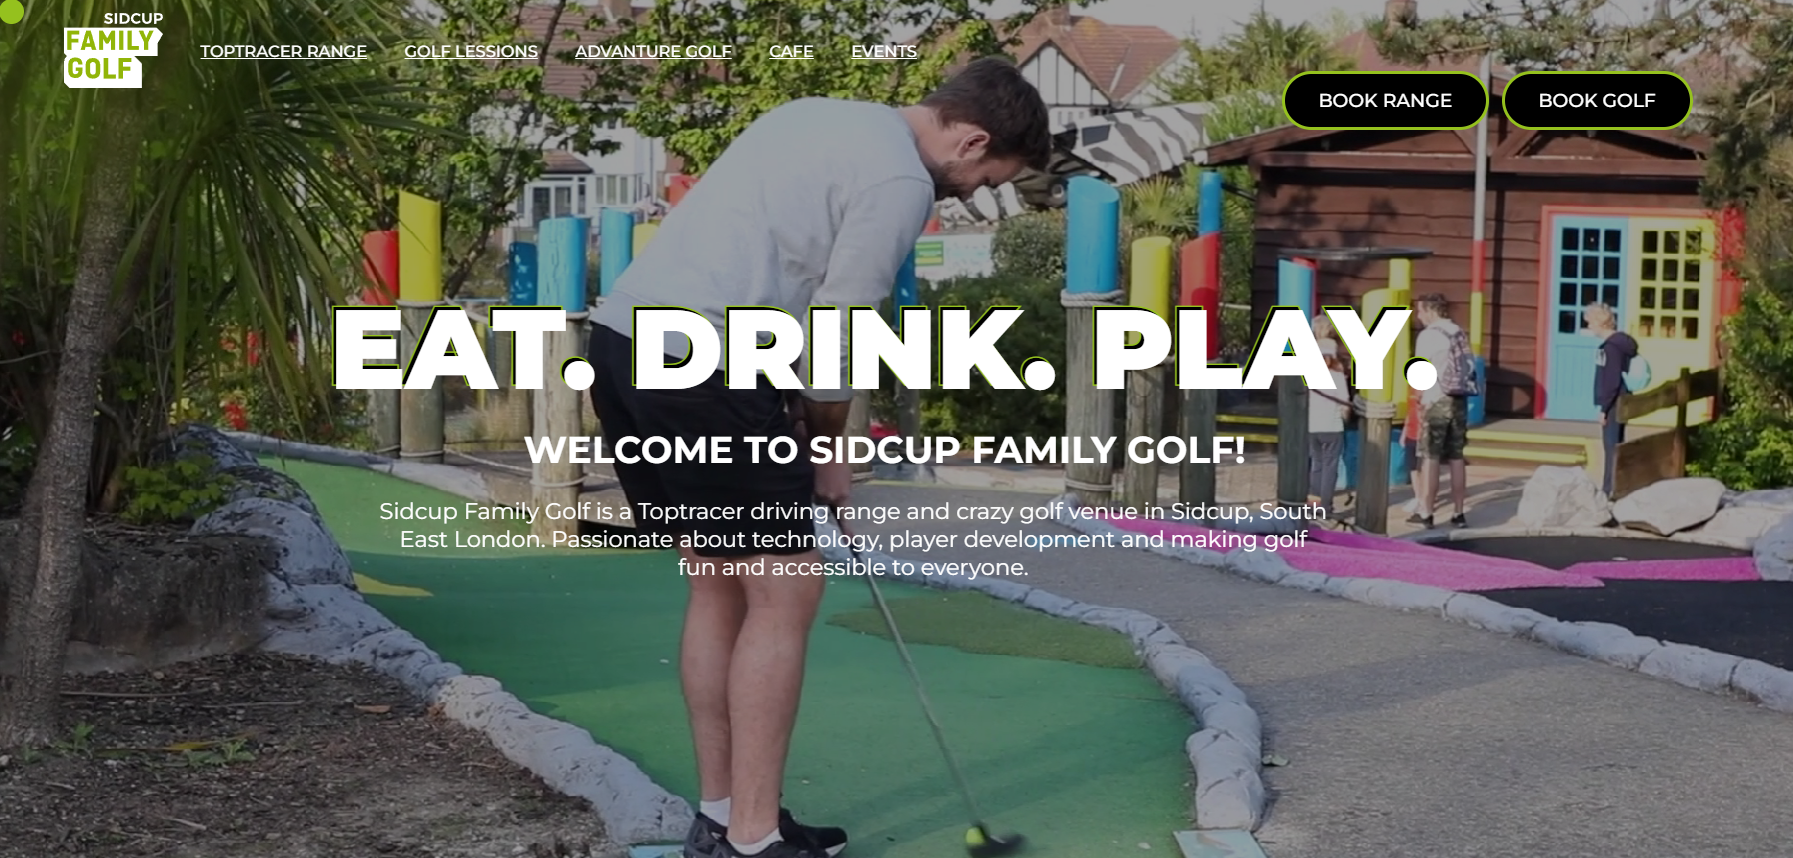 SIDCUP
FAMILY
GOLF
TOPTRACER RANGE
GOLF LESSIONS
ADVANTURE GOLF
CAFE
EVENTS
BOOK RANGE
BOOK GOLF
EAT. DRINK. PLAY.
WELCOME TO SIDCUP FAMILY GOLF!
Sidcup Family Golf is a Toptracer driving range and crazy golf venue in Sidcup, South
East London. Passionate about technology, player development and making golf
fun and accessible to everyone.